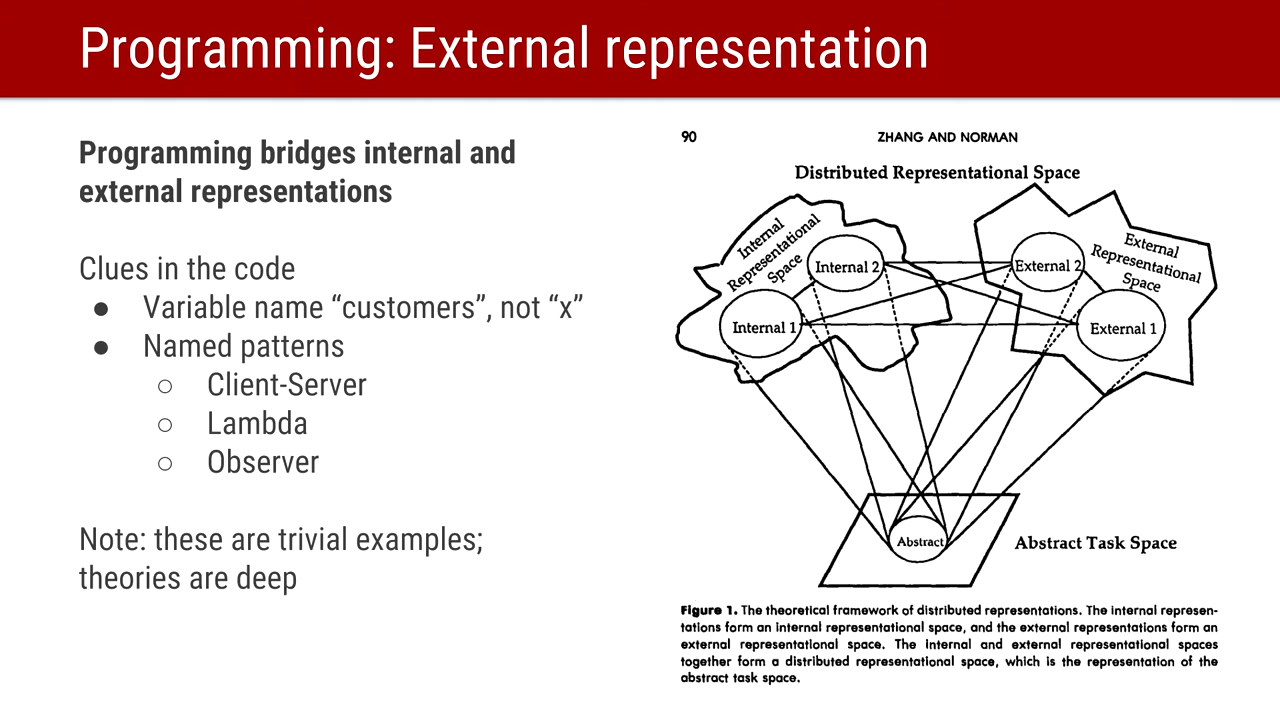 Programming: External representation
Programming bridges internal and
external representations
Clues in the code
● Variable name “customers”, not “x”
● Named patterns
○ Client-Server
○ Lambda
○ Observer
Note: these are trivial examples;
theories are deep
90 ZHANG AND NORMAN
Distributed Representational Space
Internal
Representational
Space
Internal 2
Internal 1
External
Representational
Space
External 2
External 1
Abstract
Abstract Task Space
Figure 1. The theoretical framework of distributed representations. The internal represen-
tations form an internal representational space, and the external representations form an
external representational space. The internal and external representational spaces
together form a distributed representational space, which is the representation of the
abstract task space.